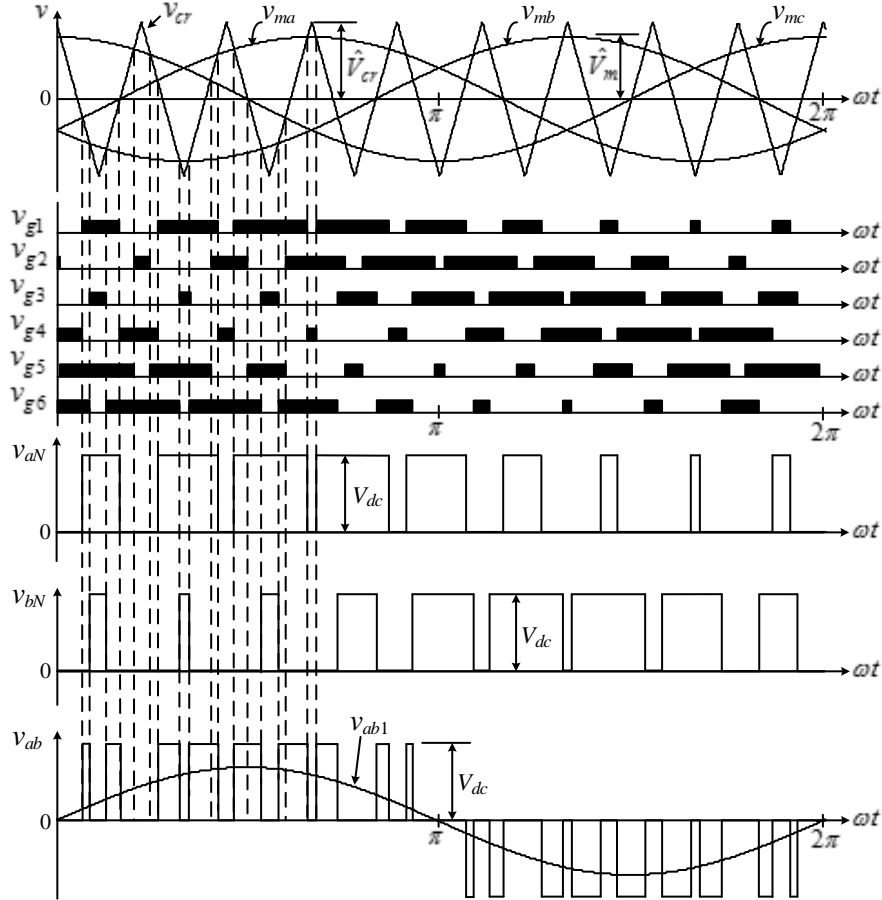 v v_cr v_ma v_mb v_mc
V̂_cr V̂_m
0 π 2π ωt
v_g1 ωt
v_g2 ωt
v_g3 ωt
v_g4 ωt
v_g5 ωt
v_g6 ωt
π 2π
v_aN
V_dc
0 ωt
v_bN
V_dc
0 ωt
v_ab v_ab1
V_dc
0 π 2π ωt